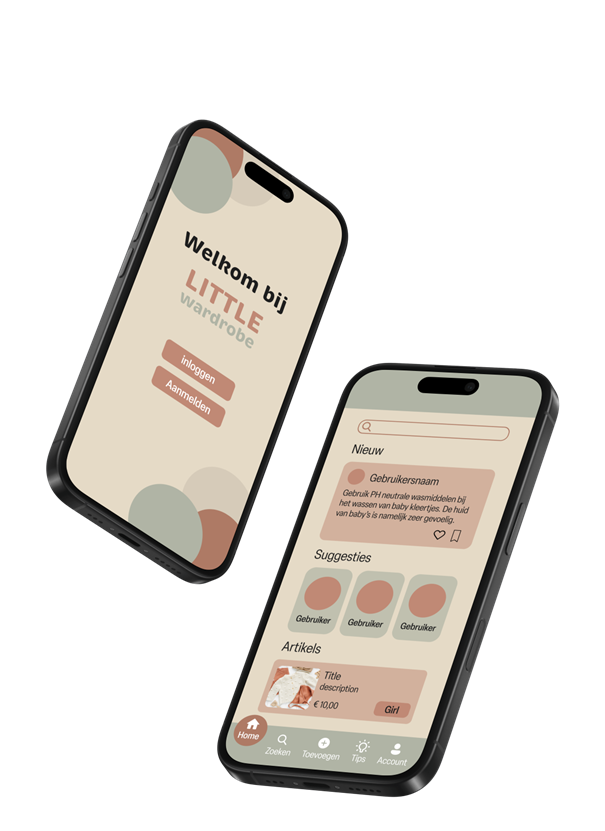 Welkom bij
LITTLE
wardrobe
Inloggen
Aanmelden
Nieuw
Gebruikersnaam
Gebruik PH neutrale wasmiddelen bij
het wassen van baby kleertjes. De huid
van baby's is namelijk zeer gevoelig.
Suggesties
Gebruiker
Gebruiker
Gebruiker
Artikels
Title
description
€ 10,00
Girl
Home
Zoeken
Toevoegen
Tips
Account